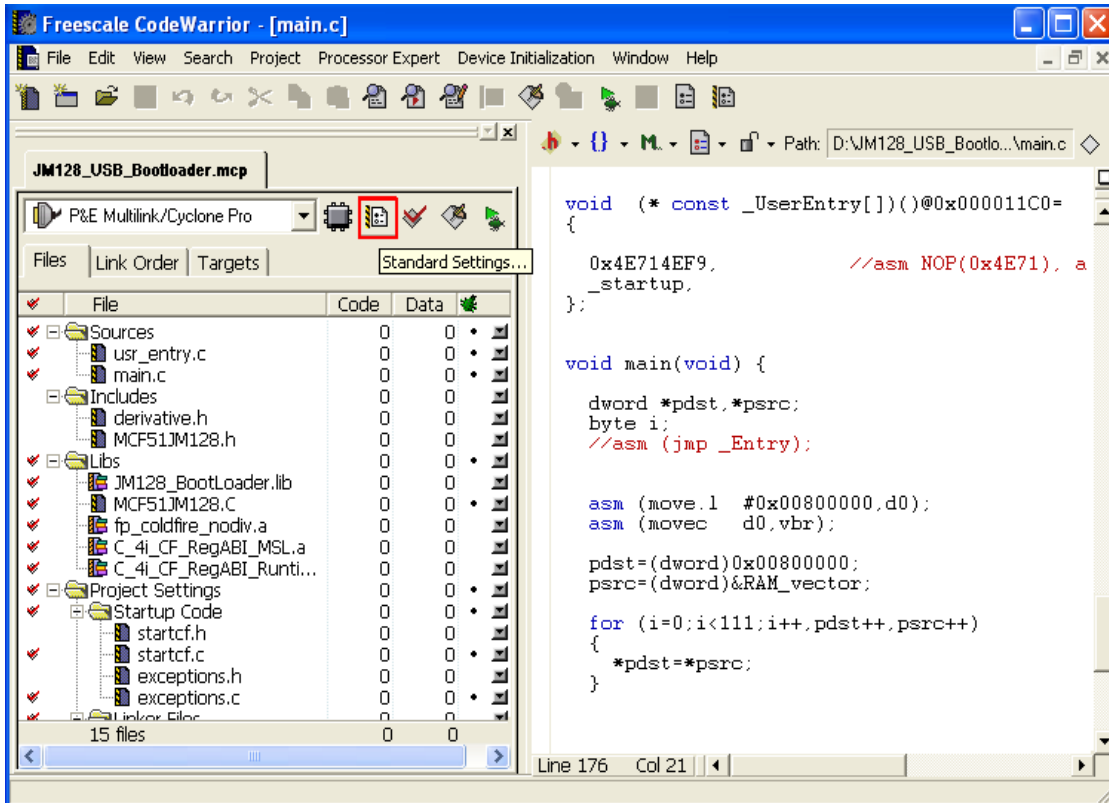 Freescale CodeWarrior - [main.c]
File Edit View Search Project Processor Expert Device Initialization Window Help
JM128_USB_Bootloader.mcp
P&E Multilink/Cyclone Pro
Standard Settings...
Files Link Order Targets
File Code Data
Sources 0 0
usr_entry.c 0 0
main.c 0 0
Includes 0 0
derivative.h 0 0
MCF51JM128.h 0 0
Libs 0 0
JM128_BootLoader.lib 0 0
MCF51JM128.C 0 0
fp_coldfire_nodiv.a 0 0
C_4i_CF_RegABI_MSL.a 0 0
C_4i_CF_RegABI_Runti... 0 0
Project Settings 0 0
Startup Code 0 0
startcf.h 0 0
startcf.c 0 0
exceptions.h 0 0
exceptions.c 0 0
Linker Files 0 0
15 files 0 0
Path: D:\JM128_USB_Bootlo...\main.c
void (* const _UserEntry[])()@0x000011C0=
{
0x4E714EF9, //asm NOP(0x4E71), a
_startup,
};
void main(void) {
dword *pdst,*psrc;
byte i;
//asm (jmp _Entry);
asm (move.l #0x00800000,d0);
asm (movec d0,vbr);
pdst=(dword)0x00800000;
psrc=(dword)&RAM_vector;
for (i=0;i<111;i++,pdst++,psrc++)
{
*pdst=*psrc;
}
Line 176 Col 21